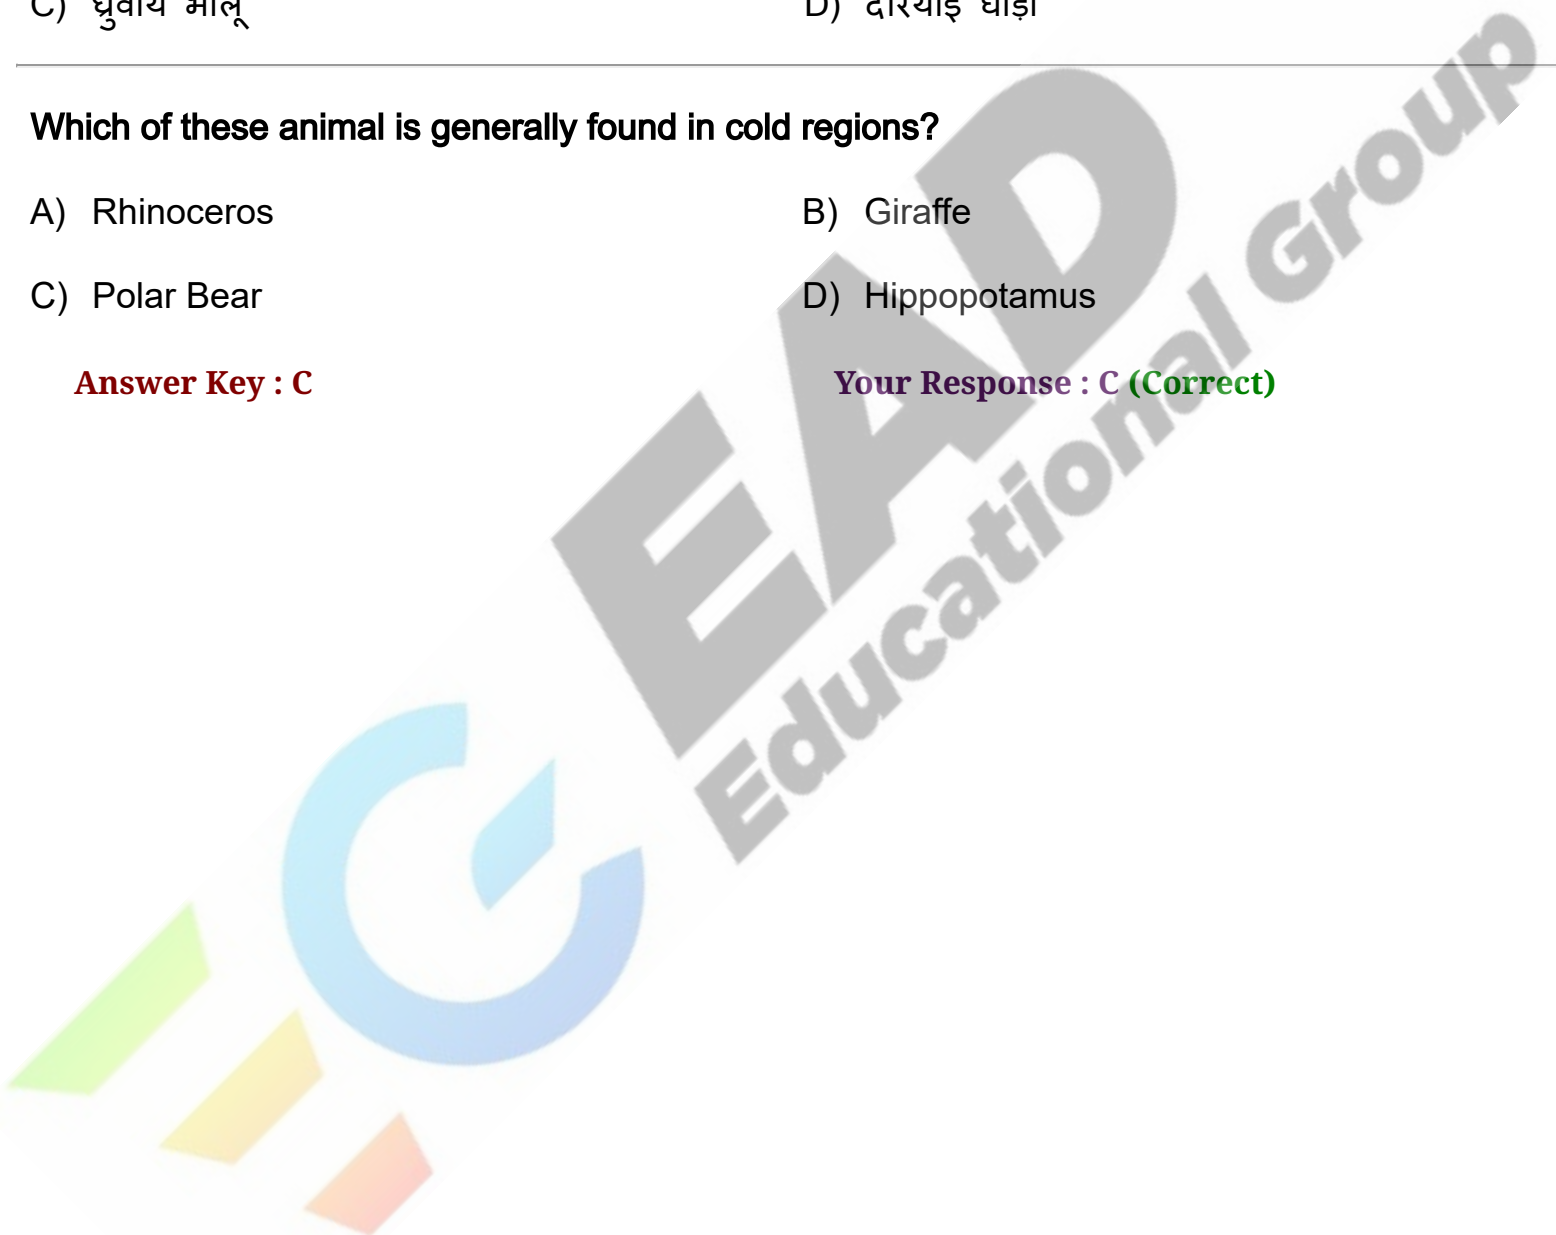 C) ध्रुवीय भालू D) दरियाई घोड़ा
Which of these animal is generally found in cold regions?
A) Rhinoceros B) Giraffe
C) Polar Bear D) Hippopotamus
Answer Key : C Your Response : C (Correct)
EAD
Educational Group